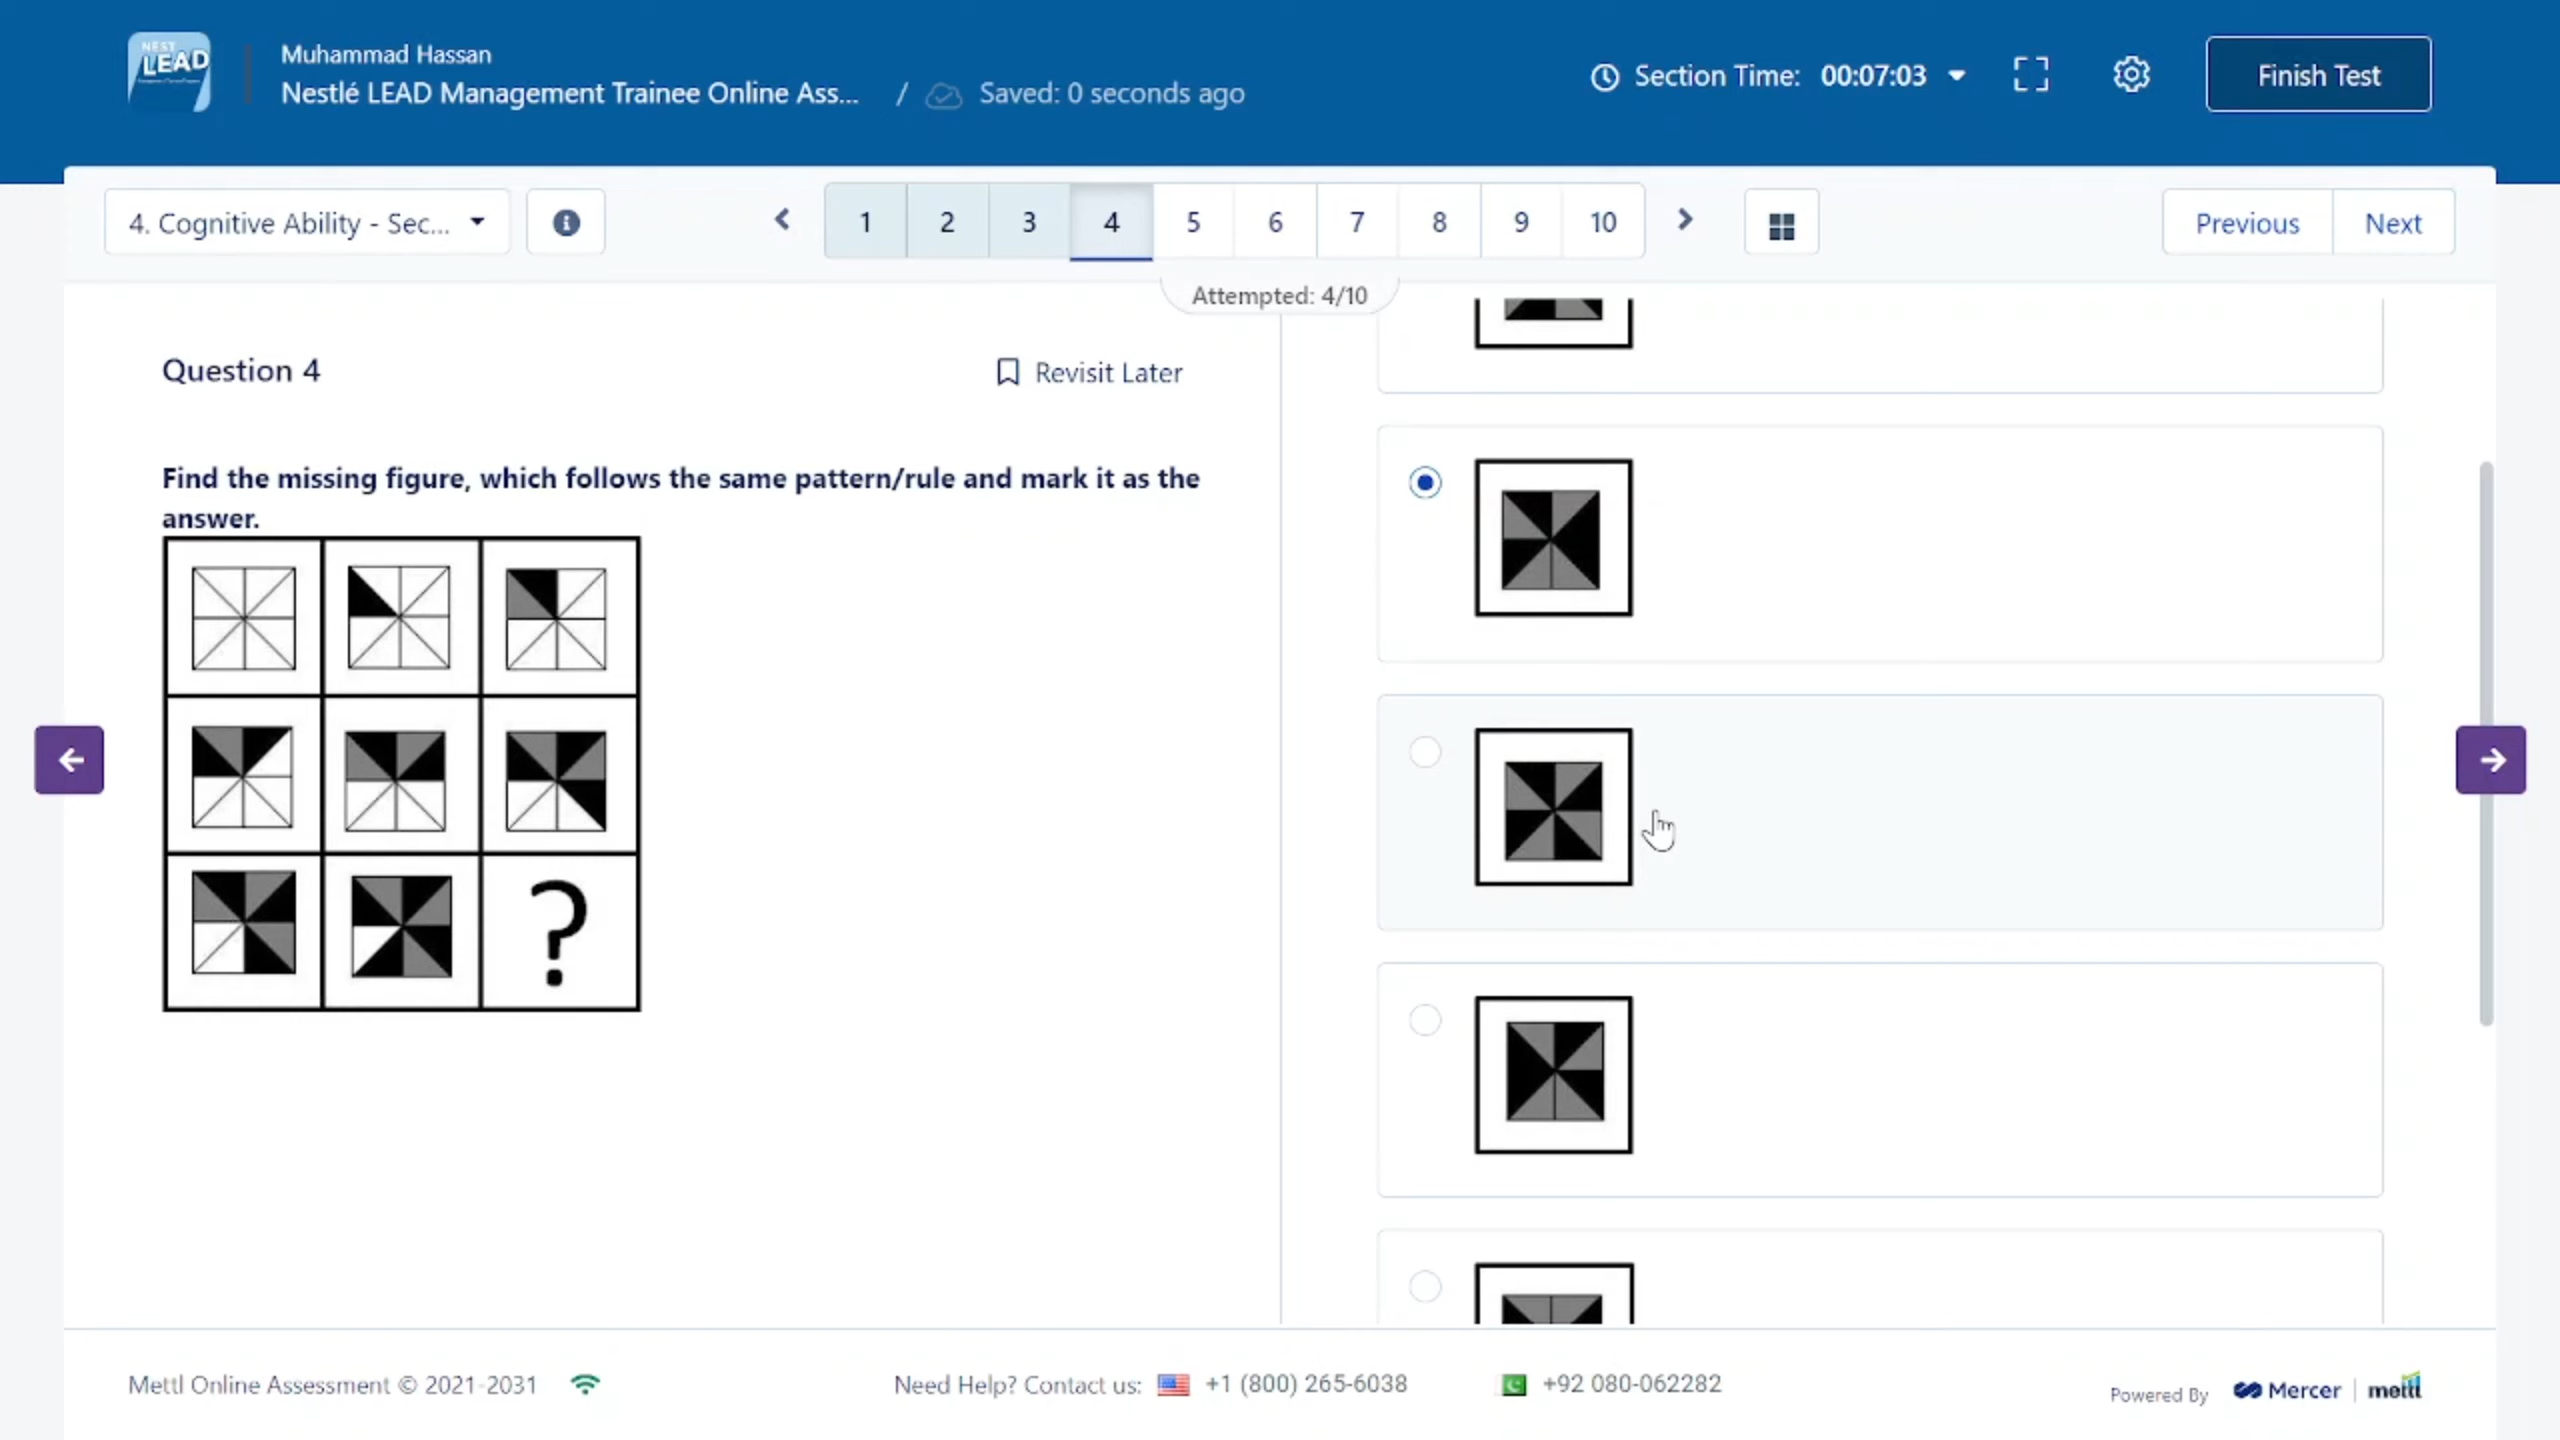 NEST
LEAD
Muhammad Hassan
Nestlé LEAD Management Trainee Online Ass... / Saved: 0 seconds ago
Section Time: 00:07:03
Finish Test
4. Cognitive Ability - Sec...
1 2 3 4 5 6 7 8 9 10
Previous Next
Attempted: 4/10
Question 4
Revisit Later
Find the missing figure, which follows the same pattern/rule and mark it as the
answer.
?
Mettl Online Assessment © 2021-2031
Need Help? Contact us: +1 (800) 265-6038 +92 080-062282
Powered By Mercer | mettl